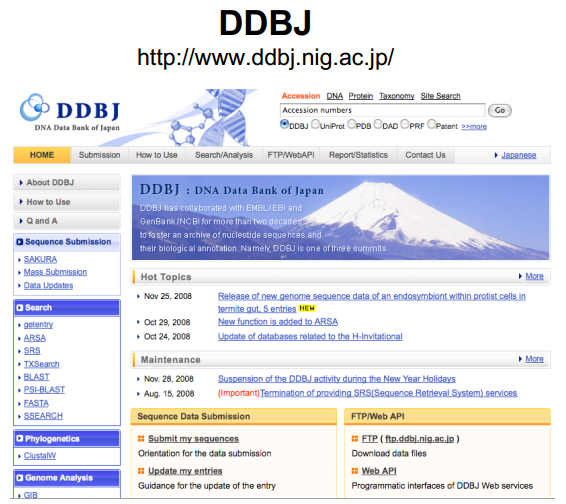 DDBJ
http://www.ddbj.nig.ac.jp/
DDBJ
DNA Data Bank of Japan
Accession DNA Protein Taxonomy Site Search
Accession numbers Go
DDBJ UniProt PDB DAD PRF Patent >>more
HOME Submission How to Use Search/Analysis FTP/WebAPI Report/Statistics Contact Us Japanese
About DDBJ
How to Use
Q and A
Sequence Submission
SAKURA
Mass Submission
Data Updates
Search
getentry
ARSA
SRS
TXSearch
BLAST
PSI-BLAST
FASTA
SSEARCH
Phylogenetics
ClustalW
Genome Analysis
GIB
DDBJ : DNA Data Bank of Japan
DDBJ has collaborated with EMBL/EBI and
GenBank/NCBI for more than two decades
to foster an archive of nucleotide sequences and
their biological annotation. Namely, DDBJ is one of three summits.
Hot Topics More
Nov 25, 2008 Release of new genome sequence data of an endosymbiont within protist cells in
termite gut, 5 entries NEW
Oct 29, 2008 New function is added to ARSA
Oct 24, 2008 Update of databases related to the H-Invitational
Maintenance More
Nov. 28, 2008 Suspension of the DDBJ activity during the New Year Holidays
Aug. 15, 2008 (Important)Termination of providing SRS(Sequence Retrieval System) services
Sequence Data Submission
Submit my sequences
Orientation for the data submission
Update my entries
Guidance for the update of the entry
FTP/Web API
FTP ( ftp.ddbj.nig.ac.jp )
Download data files
Web API
Programmatic interfaces of DDBJ Web services